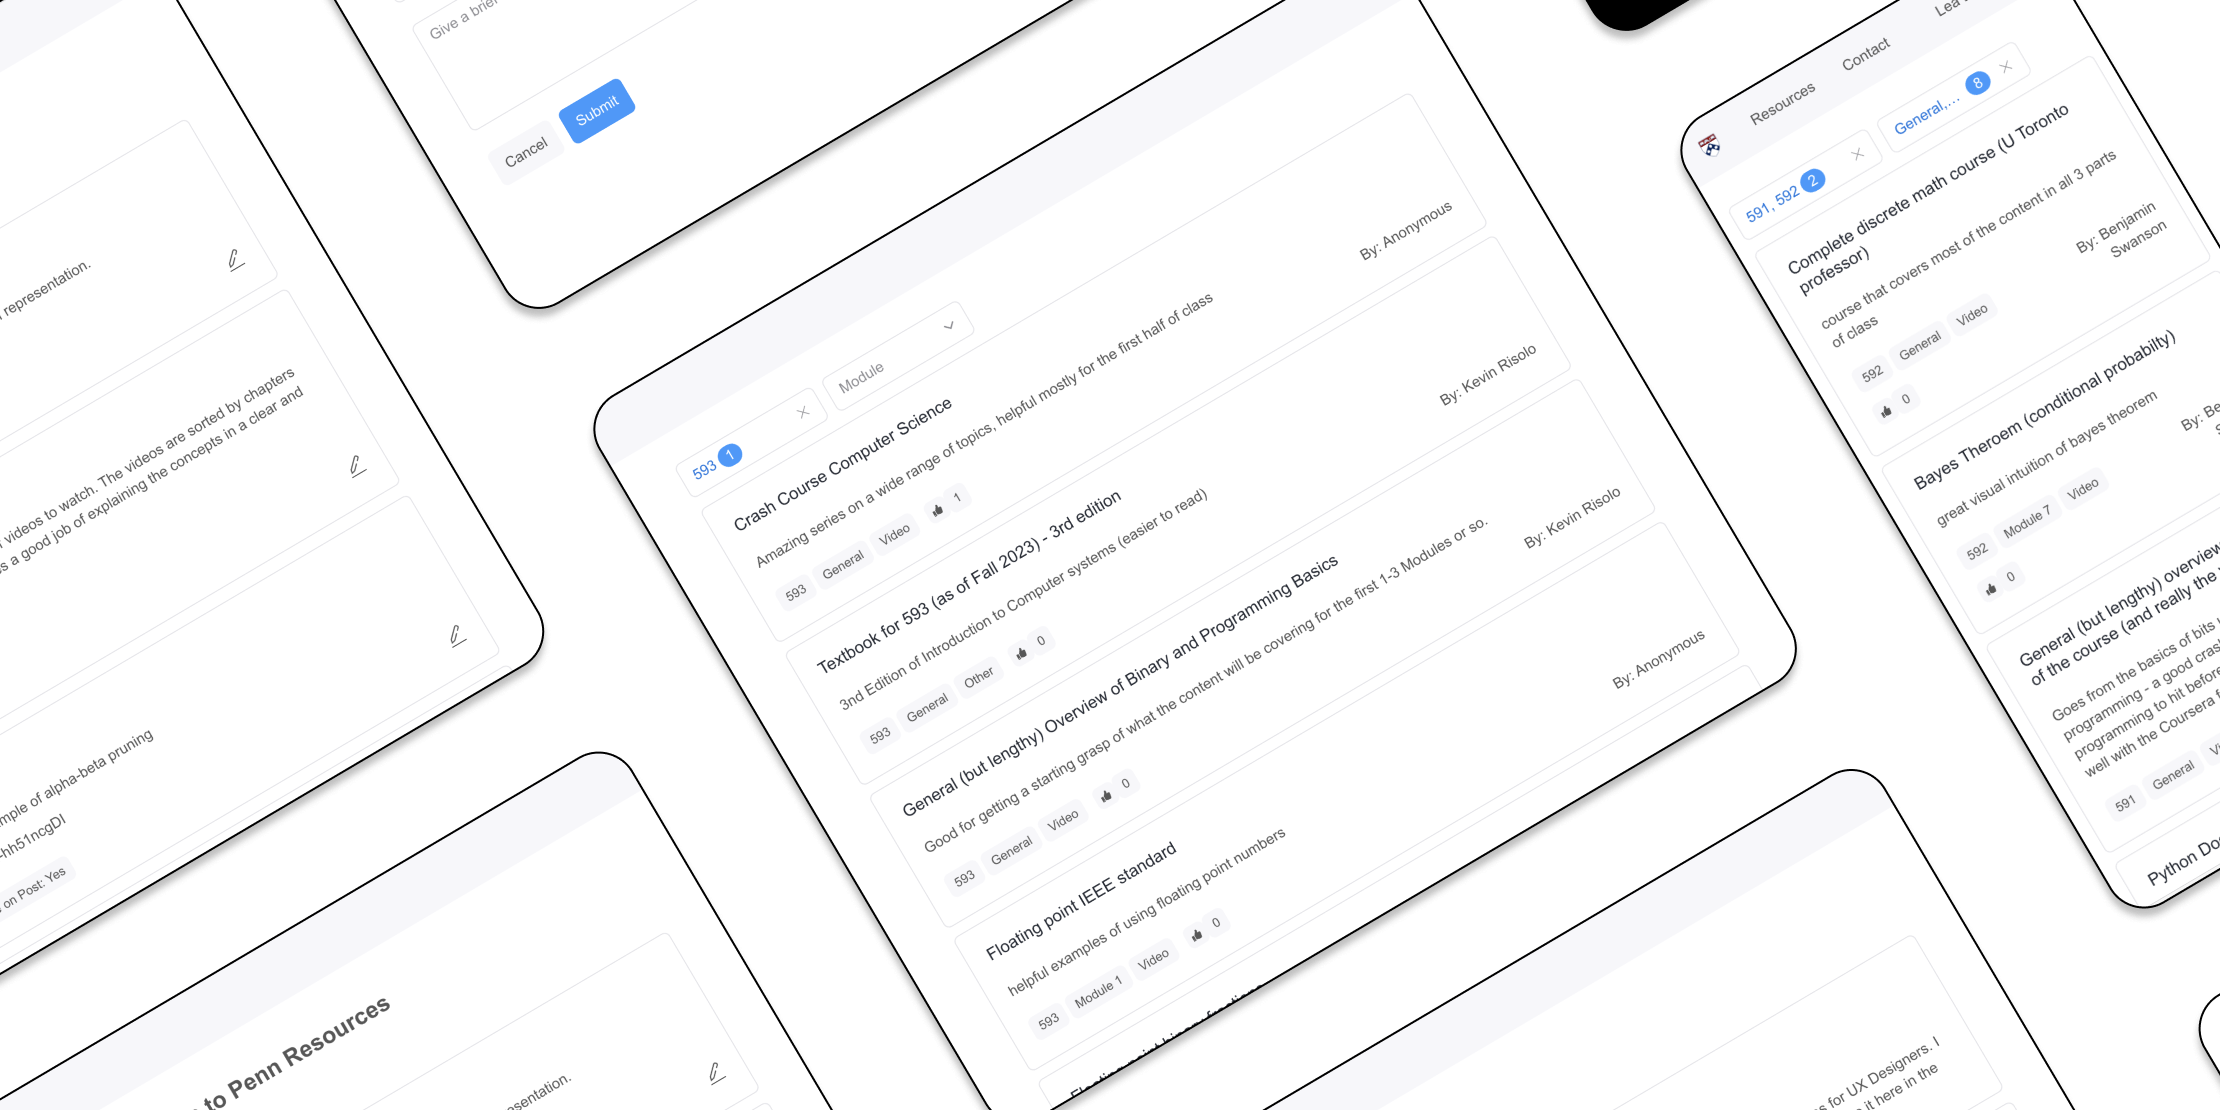 representation.
videos to watch. The videos are sorted by chapters
a good job of explaining the concepts in a clear and
of alpha-beta pruning
-hh51ncgDI
on Post: Yes
Give a brief
Cancel
Submit
to Penn Resources
593 1
Module
Crash Course Computer Science
Amazing series on a wide range of topics, helpful mostly for the first half of class
By: Anonymous
593 General Video 1
Textbook for 593 (as of Fall 2023) - 3rd edition
3nd Edition of Introduction to Computer systems (easier to read)
By: Kevin Risolo
593 General Other 0
General (but lengthy) Overview of Binary and Programming Basics
Good for getting a starting grasp of what the content will be covering for the first 1-3 Modules or so.
By: Kevin Risolo
593 General Video 0
Floating point IEEE standard
helpful examples of using floating point numbers
By: Anonymous
593 Module 1 Video 0
for UX Designers. I
it here in the
Resources
Contact
591, 592 2
General,... 8
Complete discrete math course (U Toronto
professor)
course that covers most of the content in all 3 parts
of class
By: Benjamin
Swanson
592 General Video
0
Bayes Theroem (conditional probabilty)
great visual intuition of bayes theorem
By:
592 Module 7 Video
0
General (but lengthy) overview
of the course (and really the
Goes from the basics of bits
programming - a good
programming to hit before
well with the Coursera
591 General
Python